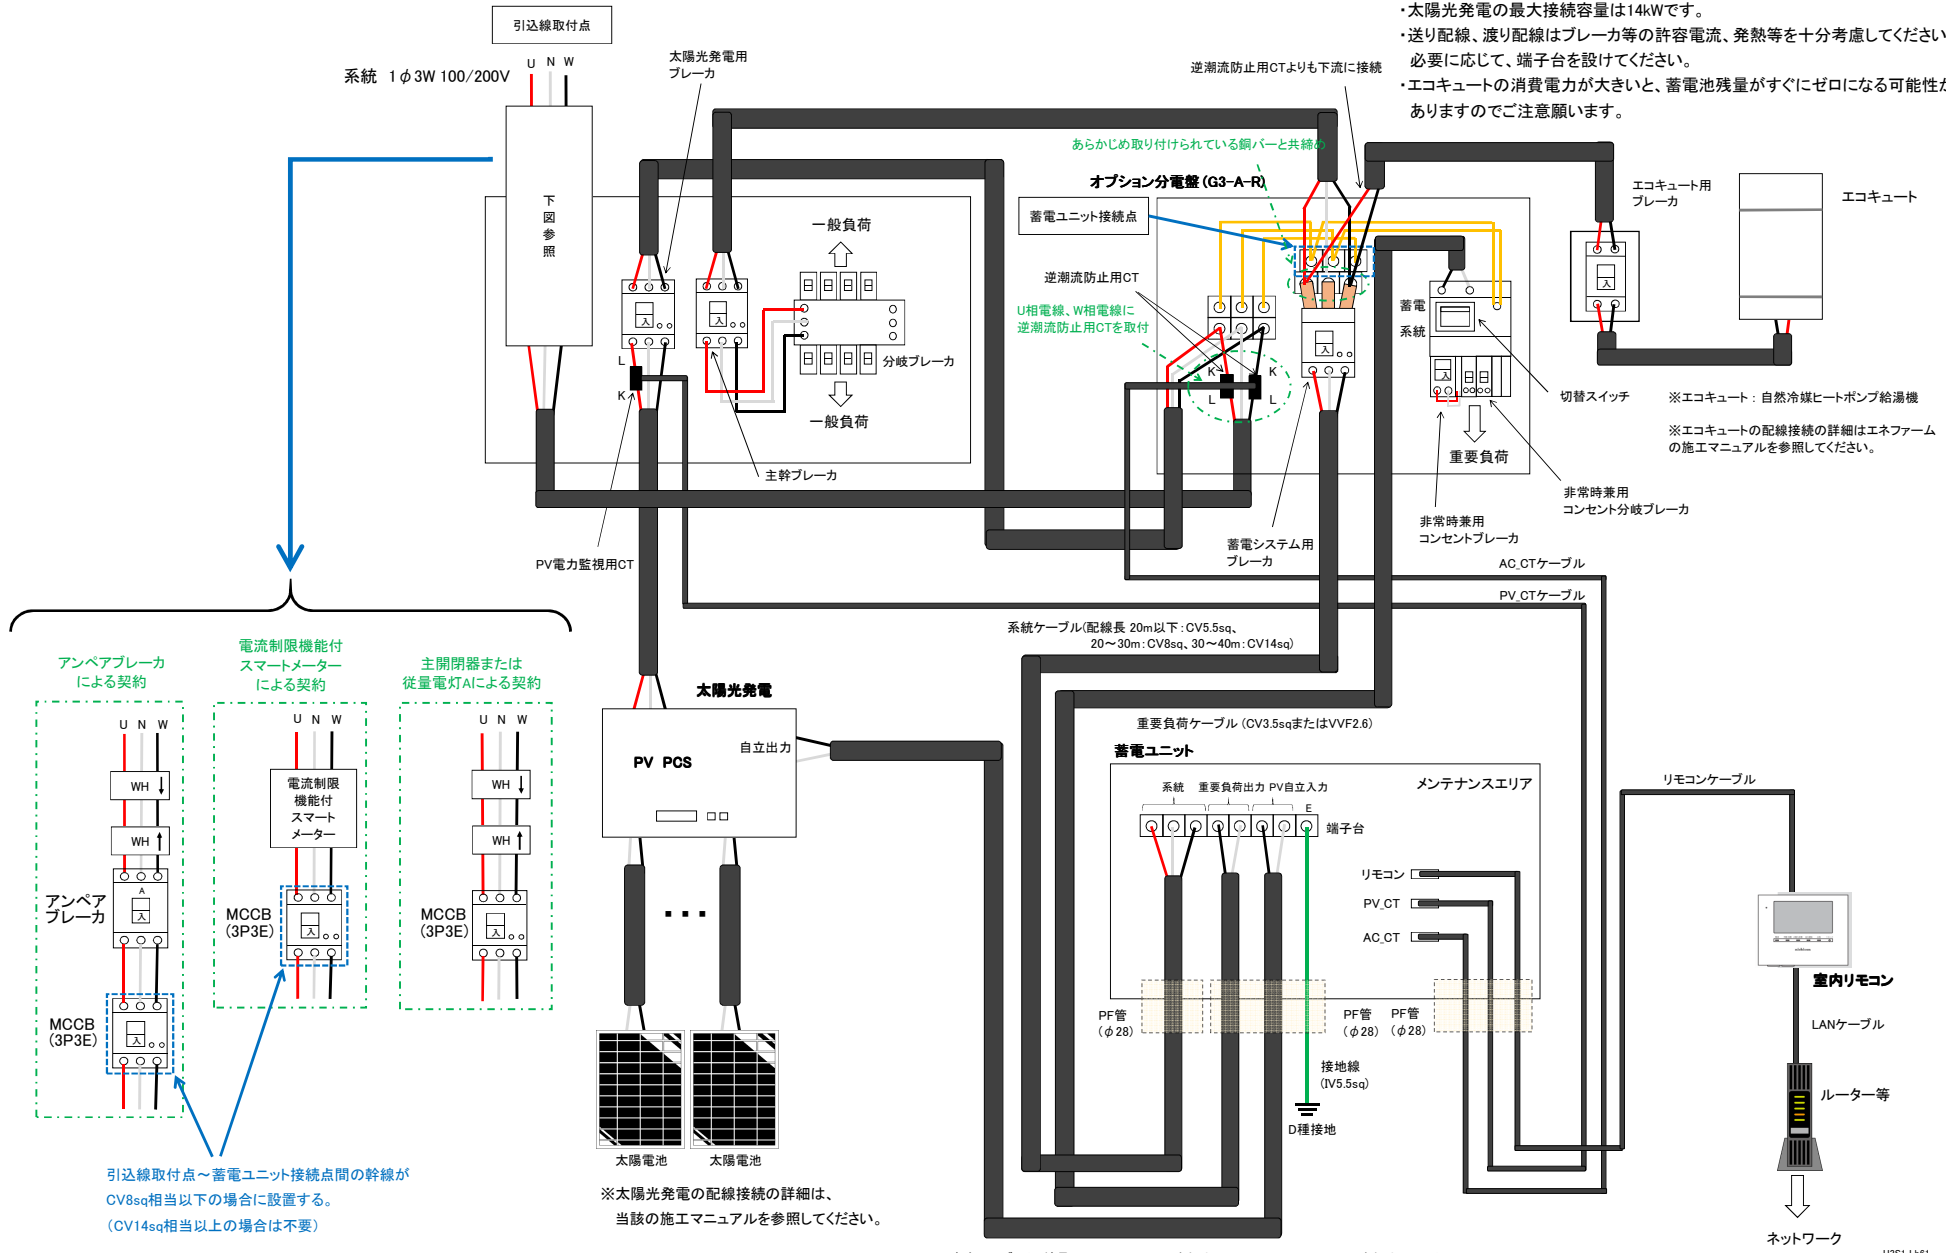 ・太陽光発電の最大接続容量は14kWです。
・送り配線、渡り配線はブレーカ等の許容電流、発熱等を十分考慮してください
必要に応じて、端子台を設けてください。
・エコキュートの消費電力が大きいと、蓄電池残量がすぐにゼロになる可能性が
ありますのでご注意願います。
引込線取付点
系統 1φ3W 100/200V
U N W
下
図
参
照
太陽光発電用
ブレーカ
逆潮流防止用CTよりも下流に接続
あらかじめ取り付けられている銅バーと共締め
オプション分電盤(G3-A-R)
蓄電ユニット接続点
逆潮流防止用CT
U相電線、W相電線に
逆潮流防止用CTを取付
一般負荷
入
入
分岐ブレーカ
一般負荷
L
K
主幹ブレーカ
PV電力監視用CT
K
L
K
L
入
蓄電
系統
入
切替スイッチ
重要負荷
非常時兼用
コンセント分岐ブレーカ
非常時兼用
コンセントブレーカ
蓄電システム用
ブレーカ
エコキュート用
ブレーカ
入
エコキュート
※エコキュート：自然冷媒ヒートポンプ給湯機
※エコキュートの配線接続の詳細はエネファーム
の施工マニュアルを参照してください。
AC_CTケーブル
PV_CTケーブル
系統ケーブル(配線長 20m以下：CV5.5sq、
20～30m：CV8sq、30～40m：CV14sq)
重要負荷ケーブル (CV3.5sqまたはVVF2.6)
アンペアブレーカ
による契約
電流制限機能付
スマートメーター
による契約
主開閉器または
従量電灯Aによる契約
U N W
WH
WH
アンペア
ブレーカ
A
入
MCCB
(3P3E)
入
U N W
電流制限
機能付
スマート
メーター
MCCB
(3P3E)
入
U N W
WH
WH
MCCB
(3P3E)
入
引込線取付点～蓄電ユニット接続点間の幹線が
CV8sq相当以下の場合に設置する。
（CV14sq相当以上の場合は不要）
太陽光発電
PV PCS
自立出力
太陽電池
太陽電池
※太陽光発電の配線接続の詳細は、
当該の施工マニュアルを参照してください。
蓄電ユニット
メンテナンスエリア
系統 重要負荷出力 PV自立入力
E
端子台
リモコン
PV_CT
AC_CT
PF管
(φ28)
PF管
(φ28)
PF管
(φ28)
接地線
(IV5.5sq)
D種接地
リモコンケーブル
室内リモコン
LANケーブル
ルーター等
ネットワーク